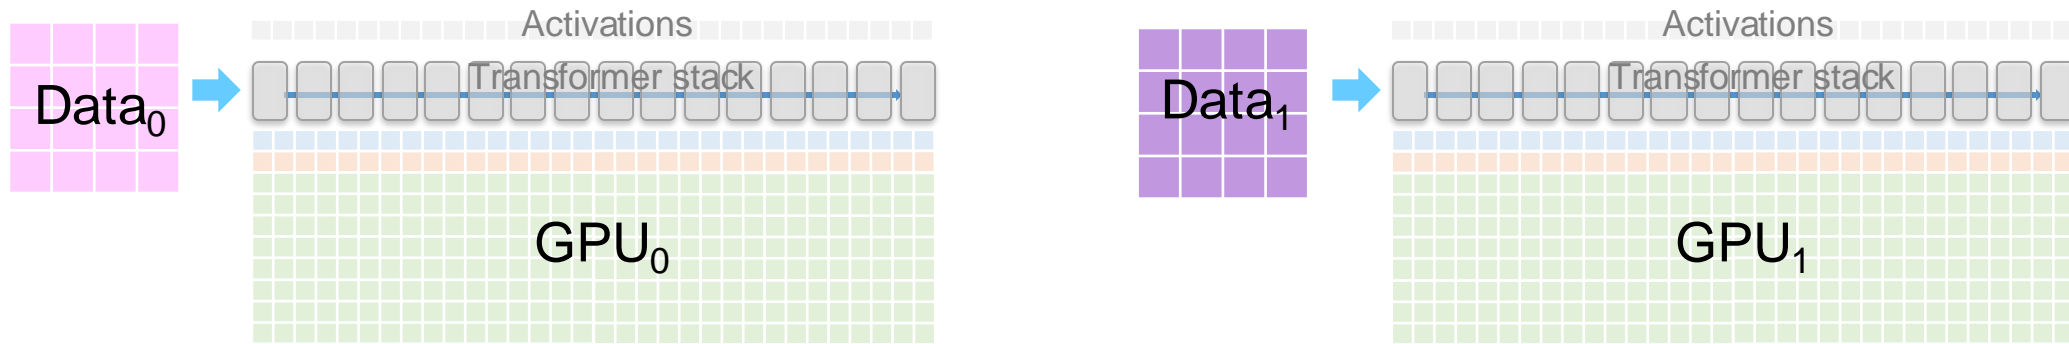 Activations
Transformer stack
Data0
GPU0
Activations
Transformer stack
Data1
GPU1